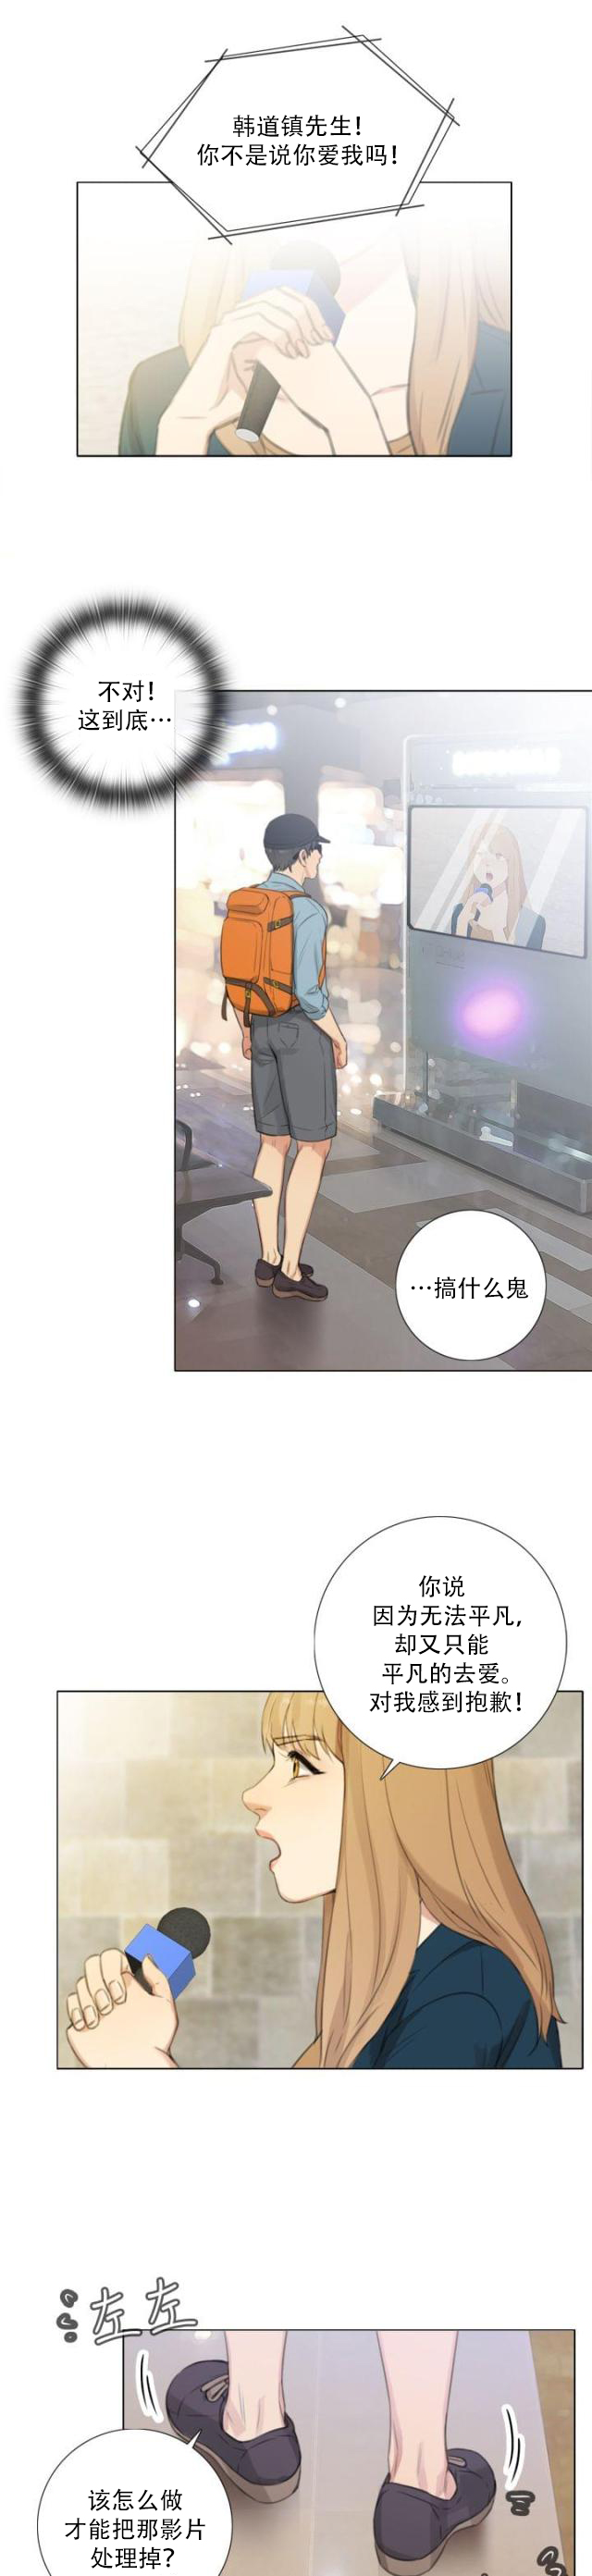 韩道镇先生！
你不是说你爱我吗！
不对！
这到底…
…搞什么鬼
你说
因为无法平凡，
却又只能
平凡的去爱。
对我感到抱歉！
左左
该怎么做
才能把那影片
处理掉？